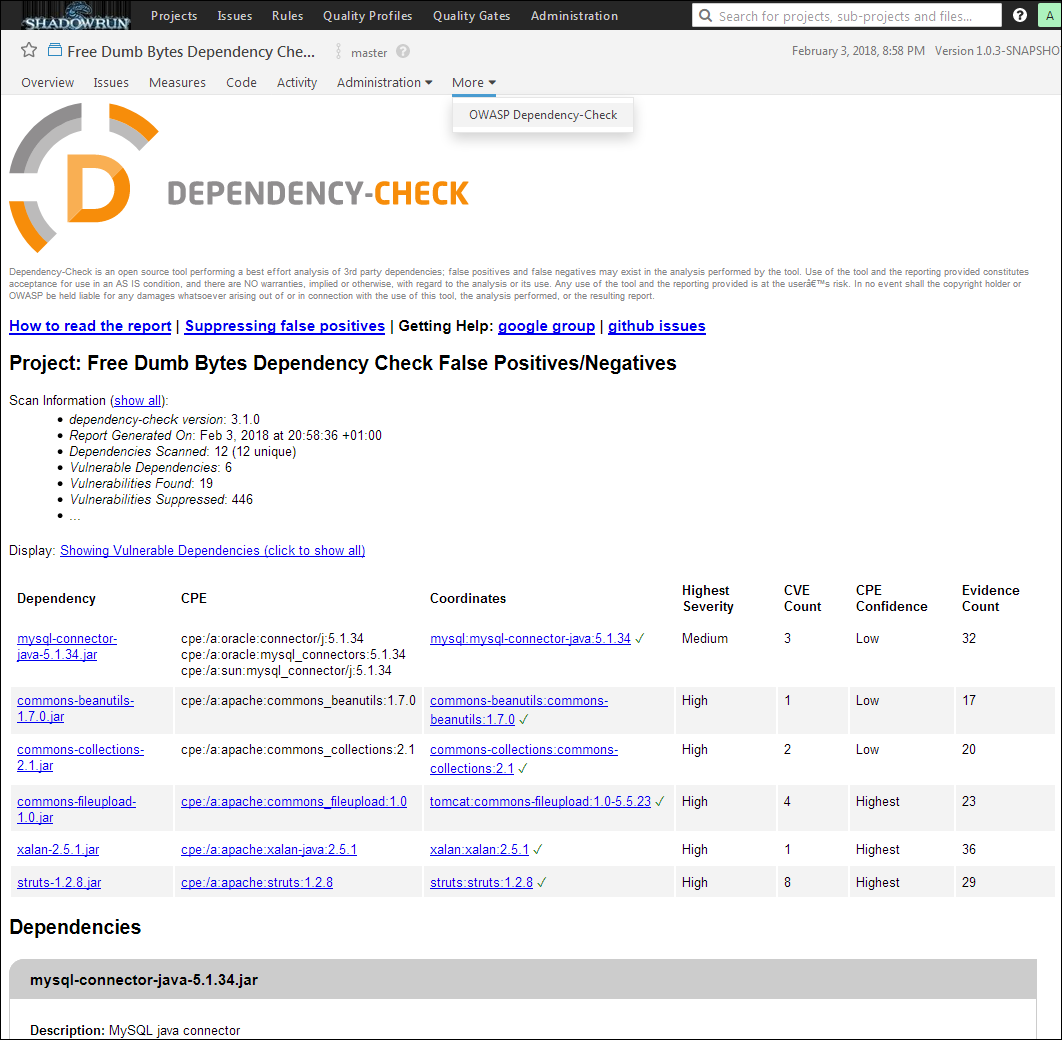 SHADOWRUN Projects Issues Rules Quality Profiles Quality Gates Administration Search for projects, sub-projects and files... ? A
Free Dumb Bytes Dependency Che... master ? February 3, 2018, 8:58 PM Version 1.0.3-SNAPSHO
Overview Issues Measures Code Activity Administration More
OWASP Dependency-Check
D DEPENDENCY-CHECK
Dependency-Check is an open source tool performing a best effort analysis of 3rd party dependencies; false positives and false negatives may exist in the analysis performed by the tool. Use of the tool and the reporting provided constitutes
acceptance for use in an AS IS condition, and there are NO warranties, implied or otherwise, with regard to the analysis or its use. Any use of the tool and the reporting provided is at the userâ€™s risk. In no event shall the copyright holder or
OWASP be held liable for any damages whatsoever arising out of or in connection with the use of this tool, the analysis performed, or the resulting report.
How to read the report | Suppressing false positives | Getting Help: google group | github issues
Project: Free Dumb Bytes Dependency Check False Positives/Negatives
Scan Information (show all):
• dependency-check version: 3.1.0
• Report Generated On: Feb 3, 2018 at 20:58:36 +01:00
• Dependencies Scanned: 12 (12 unique)
• Vulnerable Dependencies: 6
• Vulnerabilities Found: 19
• Vulnerabilities Suppressed: 446
• ...
Display: Showing Vulnerable Dependencies (click to show all)
Dependency CPE Coordinates Highest Severity CVE Count CPE Confidence Evidence Count
mysql-connector-java-5.1.34.jar cpe:/a:oracle:connector/j:5.1.34 mysql:mysql-connector-java:5.1.34 ✓ Medium 3 Low 32
cpe:/a:oracle:mysql_connectors:5.1.34
cpe:/a:sun:mysql_connector/j:5.1.34
commons-beanutils-1.7.0.jar cpe:/a:apache:commons_beanutils:1.7.0 commons-beanutils:commons-beanutils:1.7.0 ✓ High 1 Low 17
commons-collections-2.1.jar cpe:/a:apache:commons_collections:2.1 commons-collections:commons-collections:2.1 ✓ High 2 Low 20
commons-fileupload-1.0.jar cpe:/a:apache:commons_fileupload:1.0 tomcat:commons-fileupload:1.0-5.5.23 ✓ High 4 Highest 23
xalan-2.5.1.jar cpe:/a:apache:xalan-java:2.5.1 xalan:xalan:2.5.1 ✓ High 1 Highest 36
struts-1.2.8.jar cpe:/a:apache:struts:1.2.8 struts:struts:1.2.8 ✓ High 8 Highest 29
Dependencies
mysql-connector-java-5.1.34.jar
Description: MySQL java connector